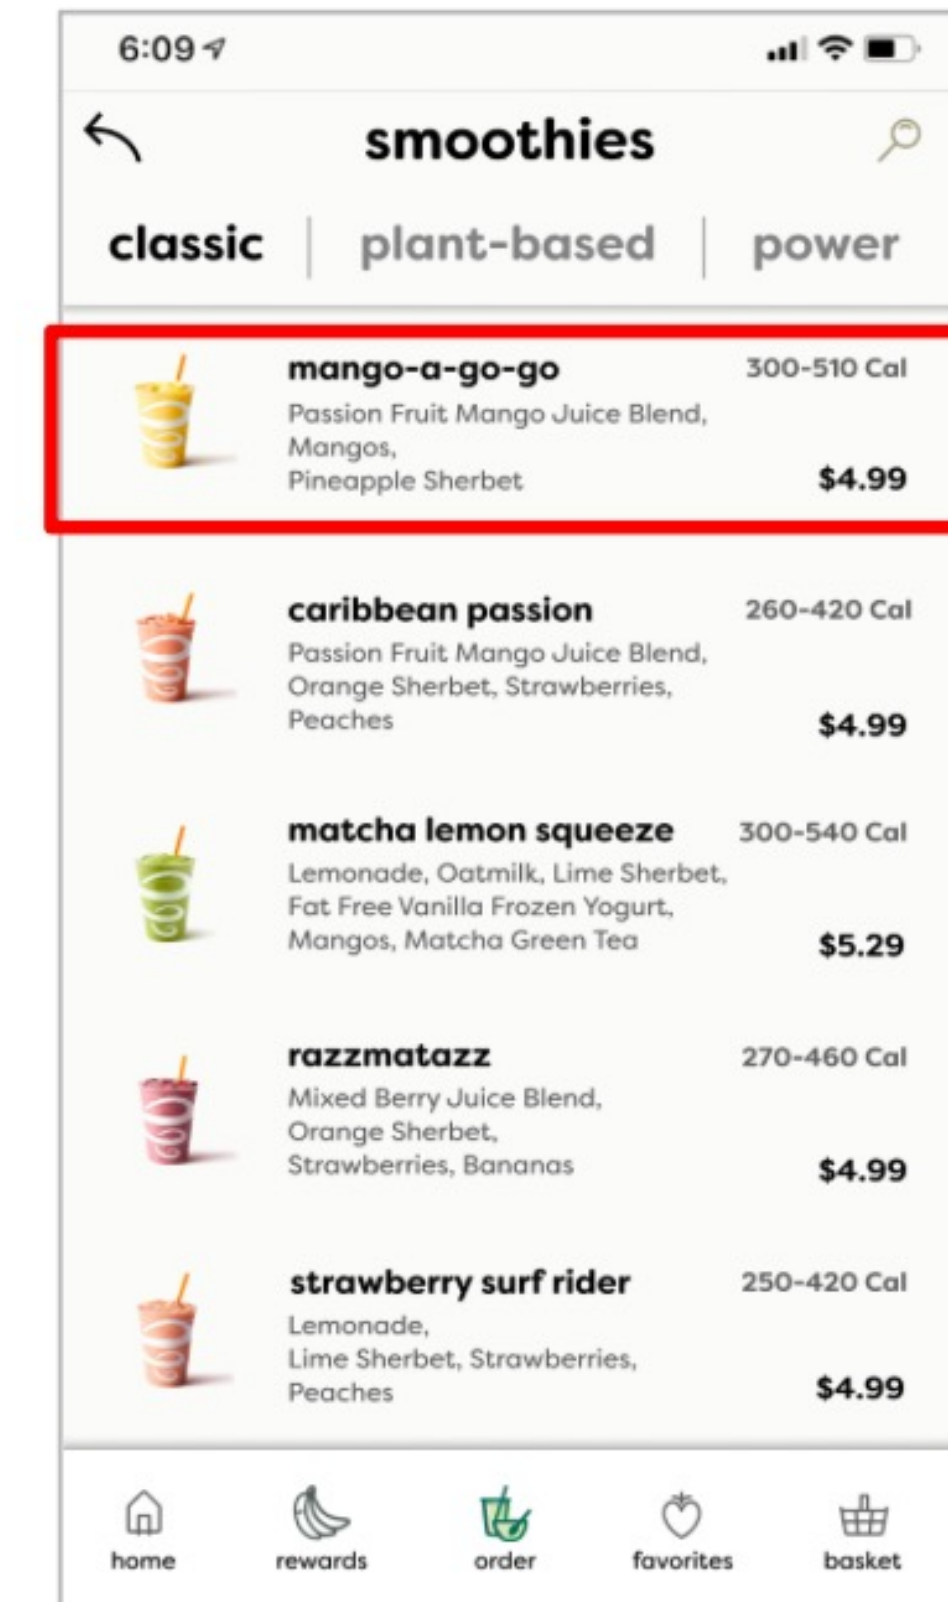 6:09
smoothies
classic | plant-based | power
mango-a-go-go 300-510 Cal
Passion Fruit Mango Juice Blend,
Mangos,
Pineapple Sherbet $4.99
caribbean passion 260-420 Cal
Passion Fruit Mango Juice Blend,
Orange Sherbet, Strawberries,
Peaches $4.99
matcha lemon squeeze 300-540 Cal
Lemonade, Oatmilk, Lime Sherbet,
Fat Free Vanilla Frozen Yogurt,
Mangos, Matcha Green Tea $5.29
razzmatazz 270-460 Cal
Mixed Berry Juice Blend,
Orange Sherbet,
Strawberries, Bananas $4.99
strawberry surf rider 250-420 Cal
Lemonade,
Lime Sherbet, Strawberries,
Peaches $4.99
home rewards order favorites basket